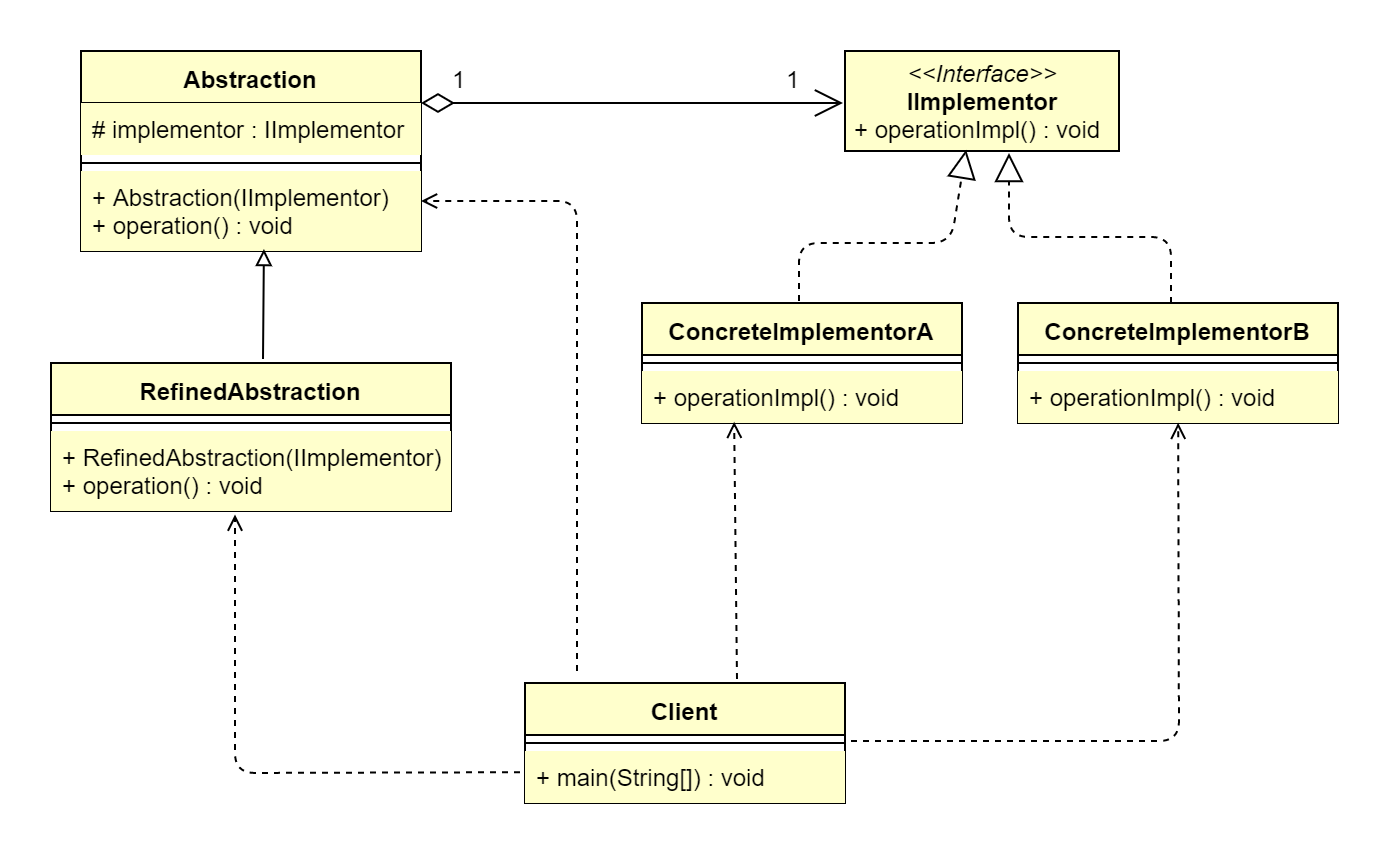 Abstraction
# implementor : IImplementor
+ Abstraction(IImplementor)
+ operation() : void
1
1
<<Interface>>
IImplementor
+ operationImpl() : void
ConcreteImplementorA
+ operationImpl() : void
ConcreteImplementorB
+ operationImpl() : void
RefinedAbstraction
+ RefinedAbstraction(IImplementor)
+ operation() : void
Client
+ main(String[]) : void